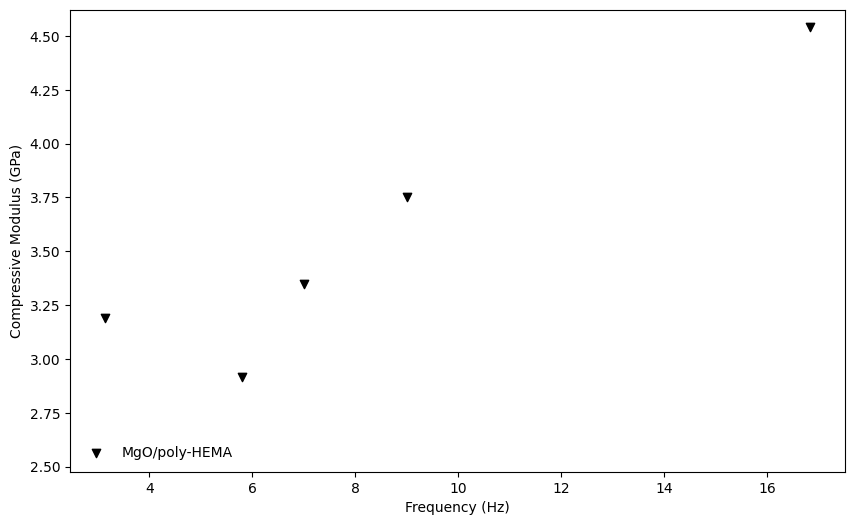 4.50
4.25
4.00
3.75
3.50
3.25
3.00
2.75
2.50
Compressive Modulus (GPa)
MgO/poly-HEMA
4 6 8 10 12 14 16
Frequency (Hz)